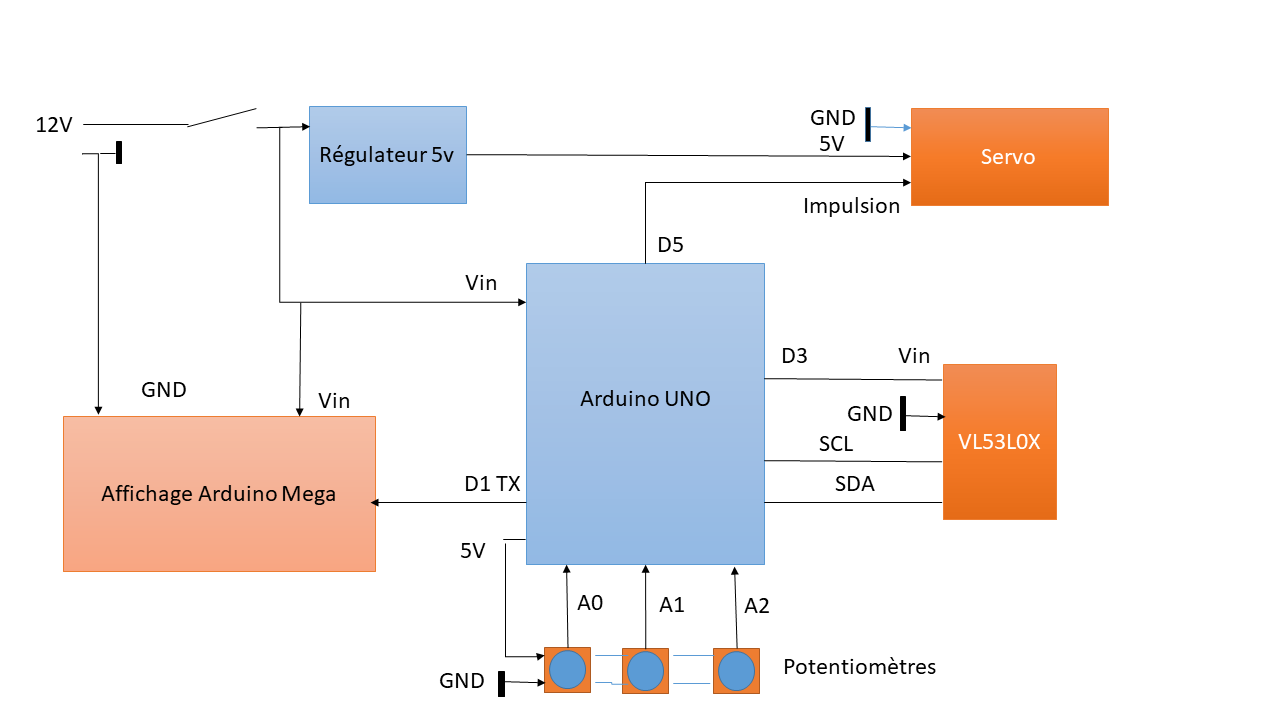 12V
Régulateur 5v
GND
5V
Servo
Impulsion
D5
Vin
D3
Vin
GND
Vin
Arduino UNO
GND
SCL
VL53L0X
Affichage Arduino Mega
D1 TX
SDA
5V
A0
A1
A2
GND
Potentiomètres